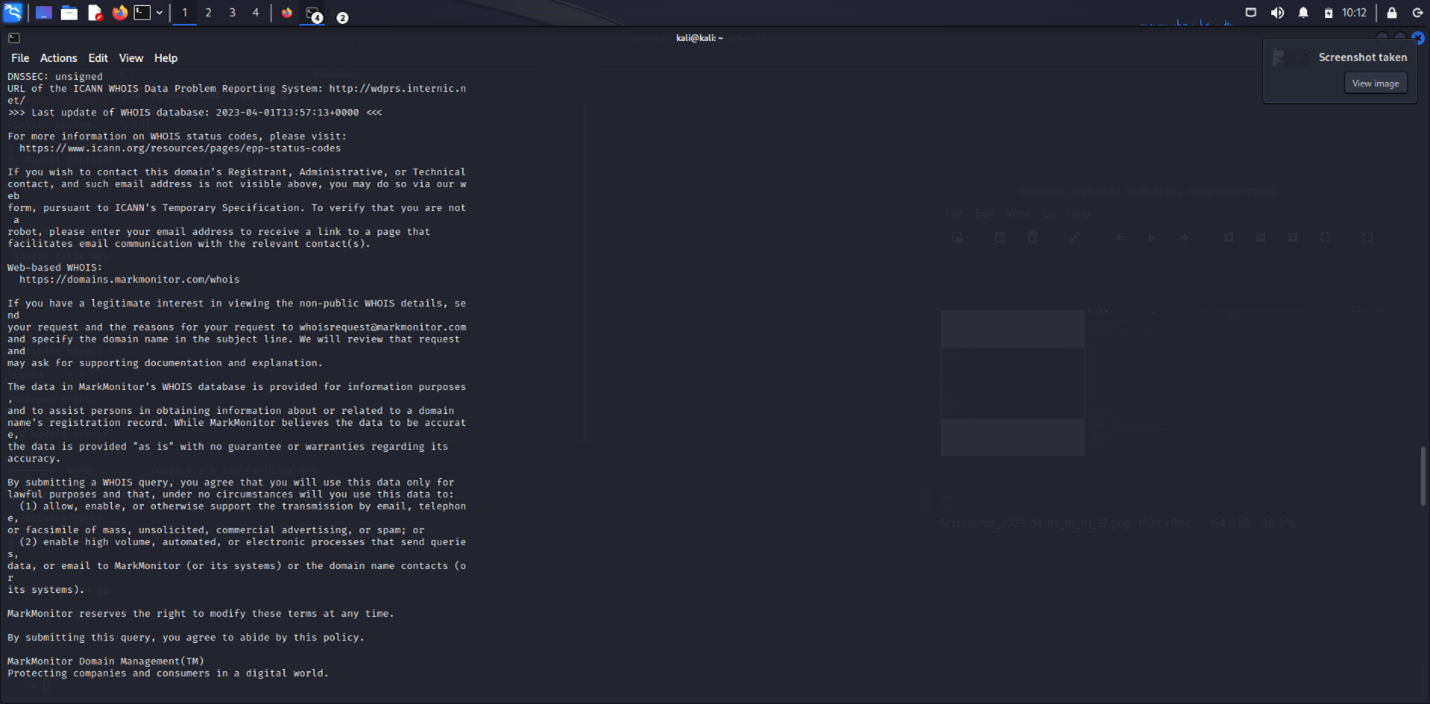 1 2 3 4
4
2
10:12
kali@kali: ~
File Actions Edit View Help
Screenshot taken
View image
DNSSEC: unsigned
URL of the ICANN WHOIS Data Problem Reporting System: http://wdprs.internic.n
et/
>>> Last update of WHOIS database: 2023-04-01T13:57:13+0000 <<<
For more information on WHOIS status codes, please visit:
https://www.icann.org/resources/pages/epp-status-codes
If you wish to contact this domain's Registrant, Administrative, or Technical
contact, and such email address is not visible above, you may do so via our w
eb
form, pursuant to ICANN's Temporary Specification. To verify that you are not
a
robot, please enter your email address to receive a link to a page that
facilitates email communication with the relevant contact(s).
Web-based WHOIS:
https://domains.markmonitor.com/whois
If you have a legitimate interest in viewing the non-public WHOIS details, se
nd
your request and the reasons for your request to whoisrequest@markmonitor.com
and specify the domain name in the subject line. We will review that request
and
may ask for supporting documentation and explanation.
The data in MarkMonitor's WHOIS database is provided for information purposes
,
and to assist persons in obtaining information about or related to a domain
name's registration record. While MarkMonitor believes the data to be accurat
e,
the data is provided "as is" with no guarantee or warranties regarding its
accuracy.
By submitting a WHOIS query, you agree that you will use this data only for
lawful purposes and that, under no circumstances will you use this data to:
(1) allow, enable, or otherwise support the transmission by email, telephon
e,
or facsimile of mass, unsolicited, commercial advertising, or spam; or
(2) enable high volume, automated, or electronic processes that send querie
s,
data, or email to MarkMonitor (or its systems) or the domain name contacts (o
r
its systems).
MarkMonitor reserves the right to modify these terms at any time.
By submitting this query, you agree to abide by this policy.
MarkMonitor Domain Management(TM)
Protecting companies and consumers in a digital world.
File Edit View Go Help